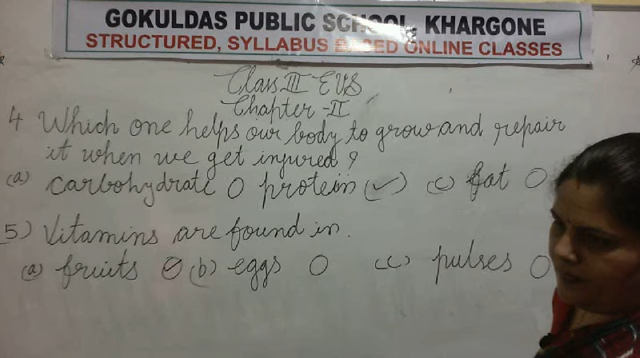 GOKULDAS PUBLIC SCHOOL, KHARGONE
STRUCTURED, SYLLABUS BASED ONLINE CLASSES
Class III EVS
Chapter-II
4 Which one helps our body to grow and repair
it when we get injured?
(a) carbohydrate O protein (✓) (c) fat O
5) Vitamins are found in.
(a) fruits ✓ (b) eggs O (c) pulses O